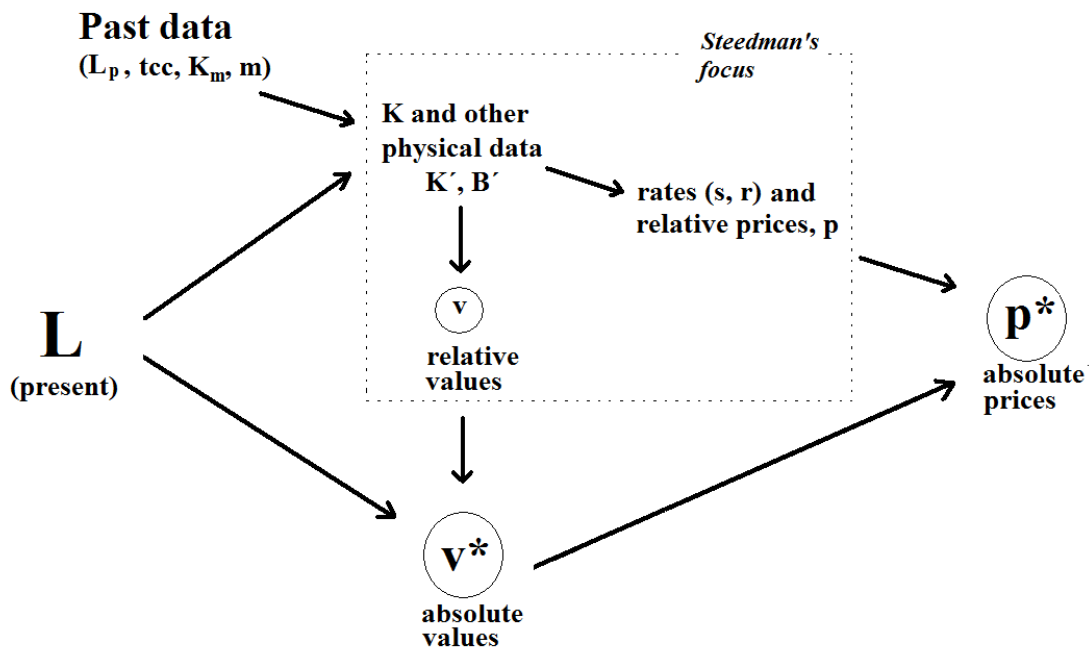 Past data
(Lp, tcc, Km, m)
Steedman's
focus
K and other
physical data
K´, B´
rates (s, r) and
relative prices, p
v
relative
values
L
(present)
p*
absolute
prices
v*
absolute
values